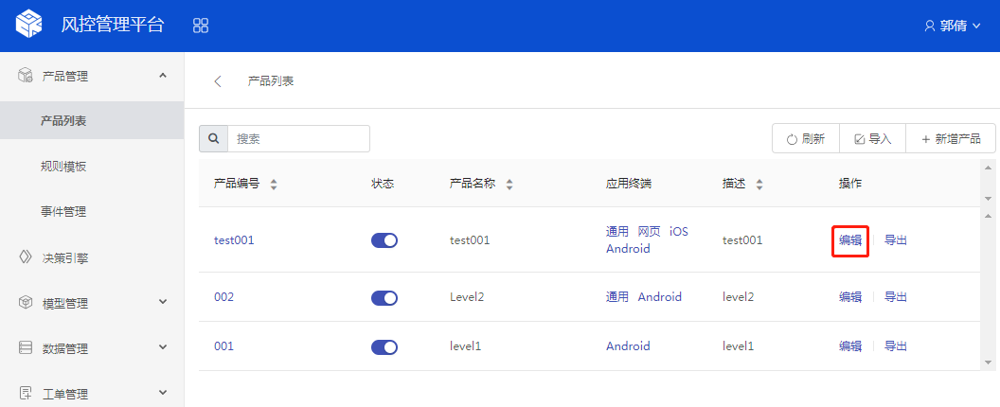 风控管理平台
郭倩
产品管理
产品列表
产品列表
规则模板
事件管理
决策引擎
模型管理
数据管理
工单管理
搜索
刷新
导入
新增产品
产品编号 状态 产品名称 应用终端 描述 操作
test001 test001 通用 网页 iOS
Android test001 编辑 导出
002 Level2 通用 Android level2 编辑 导出
001 level1 Android level1 编辑 导出